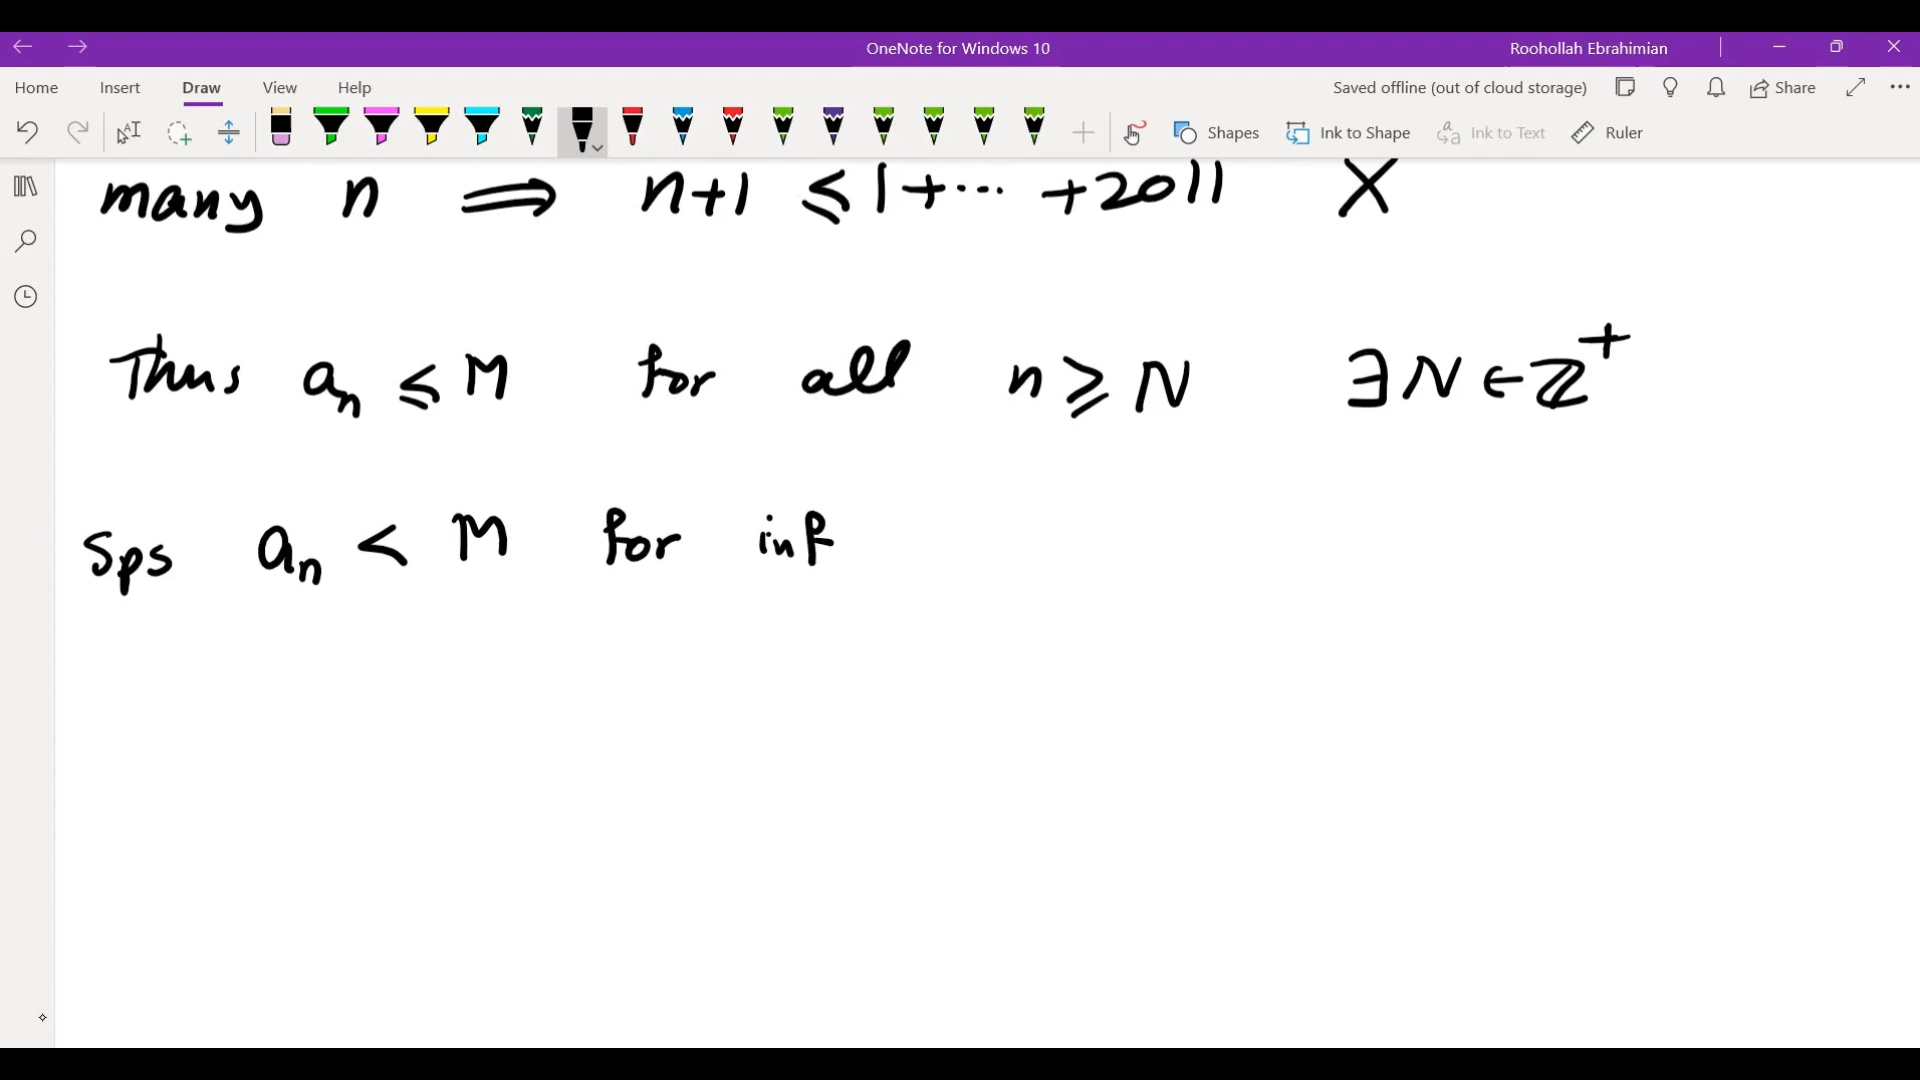 OneNote for Windows 10
Roohollah Ebrahimian
Home Insert Draw View Help
Saved offline (out of cloud storage) Share
Shapes Ink to Shape Ink to Text Ruler
many n ⟹ n+1 ≤ 1+⋯+2011 X
Thus aₙ ≤ M for all n ≥ N ∃ N ∈ ℤ⁺
Sps aₙ < M for inf